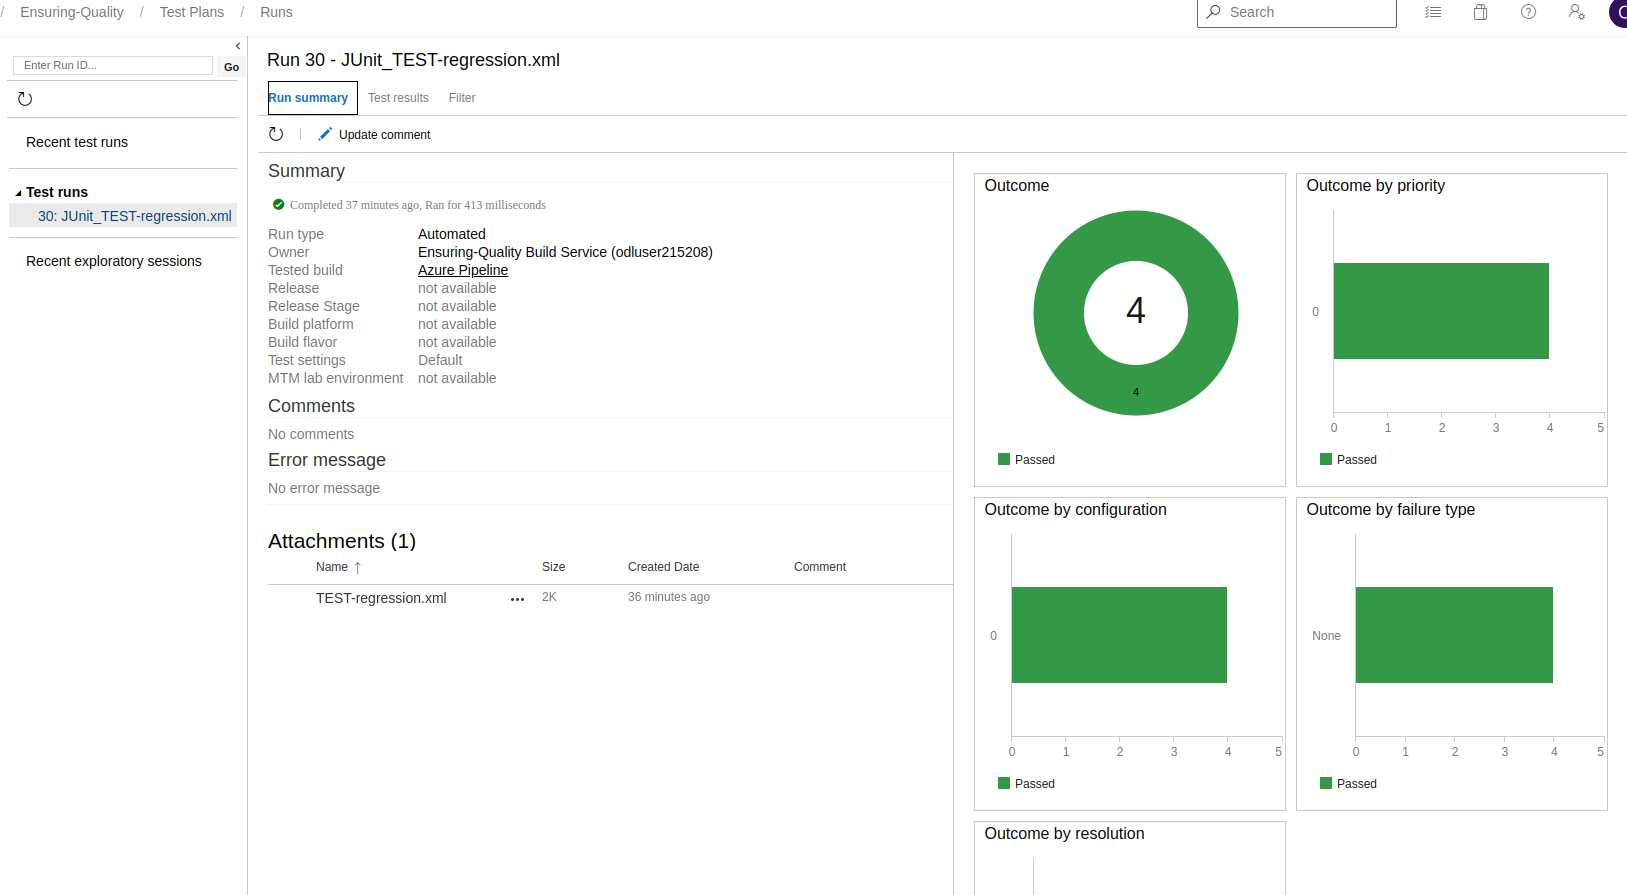 / Ensuring-Quality / Test Plans / Runs
Search
Enter Run ID...
Go
Recent test runs
Test runs
30: JUnit_TEST-regression.xml
Recent exploratory sessions
Run 30 - JUnit_TEST-regression.xml
Run summary Test results Filter
Update comment
Summary
Completed 37 minutes ago, Ran for 413 milliseconds
Run type Automated
Owner Ensuring-Quality Build Service (odluser215208)
Tested build Azure Pipeline
Release not available
Release Stage not available
Build platform not available
Build flavor not available
Test settings Default
MTM lab environment not available
Comments
No comments
Error message
No error message
Attachments (1)
Name ↑ Size Created Date Comment
TEST-regression.xml ••• 2K 36 minutes ago
Outcome
4
4
Passed
Outcome by priority
0
0 1 2 3 4 5
Passed
Outcome by configuration
0
0 1 2 3 4 5
Passed
Outcome by failure type
None
0 1 2 3 4 5
Passed
Outcome by resolution